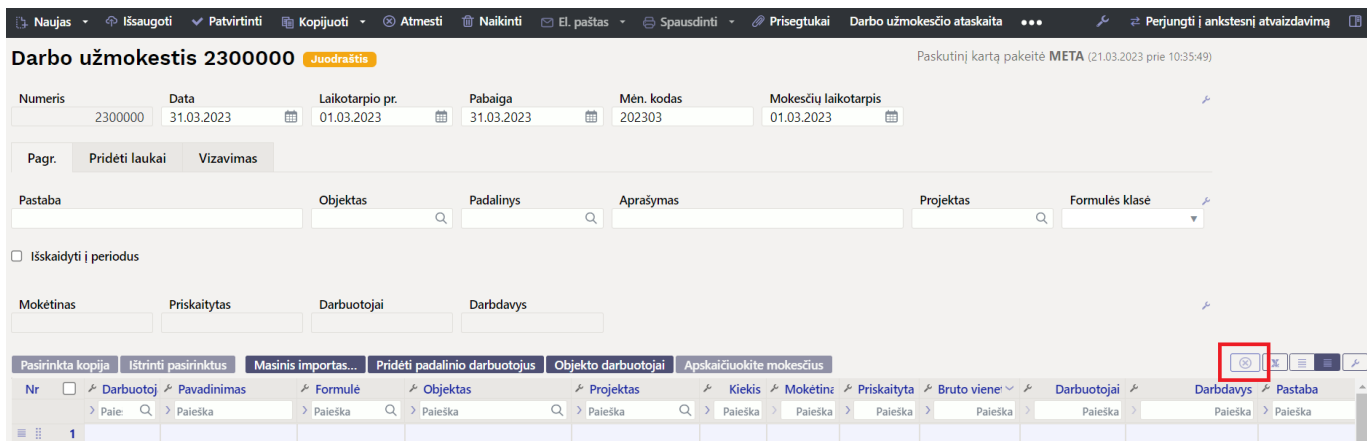 Naujas Išsaugoti Patvirtinti Kopijuoti Atmesti Naikinti El. paštas Spausdinti Prisegtukai Darbo užmokesčio ataskaita Perjungti į ankstesnį atvaizdavimą
Darbo užmokestis 2300000 Juodraštis Paskutinį kartą pakeitė META (21.03.2023 prie 10:35:49)
Numeris Data Laikotarpio pr. Pabaiga Mėn. kodas Mokesčių laikotarpis
2300000 31.03.2023 01.03.2023 31.03.2023 202303 01.03.2023
Pagr. Pridėti laukai Vizavimas
Pastaba Objektas Padalinys Aprašymas Projektas Formulės klasė
Išskaidyti į periodus
Mokėtinas Priskaitytas Darbuotojai Darbdavys
Pasirinkta kopija Ištrinti pasirinktus Masinis importas... Pridėti padalinio darbuotojus Objekto darbuotojai Apskaičiuokite mokesčius
Nr Darbuotoj Pavadinimas Formulė Objektas Projektas Kiekis Mokėtina Priskaityta Bruto viene Darbuotojai Darbdavys Pastaba
Paie Paieška Paieška Paieška Paieška Paieška Paieška Paieška Paieška Paieška Paieška Paieška
1